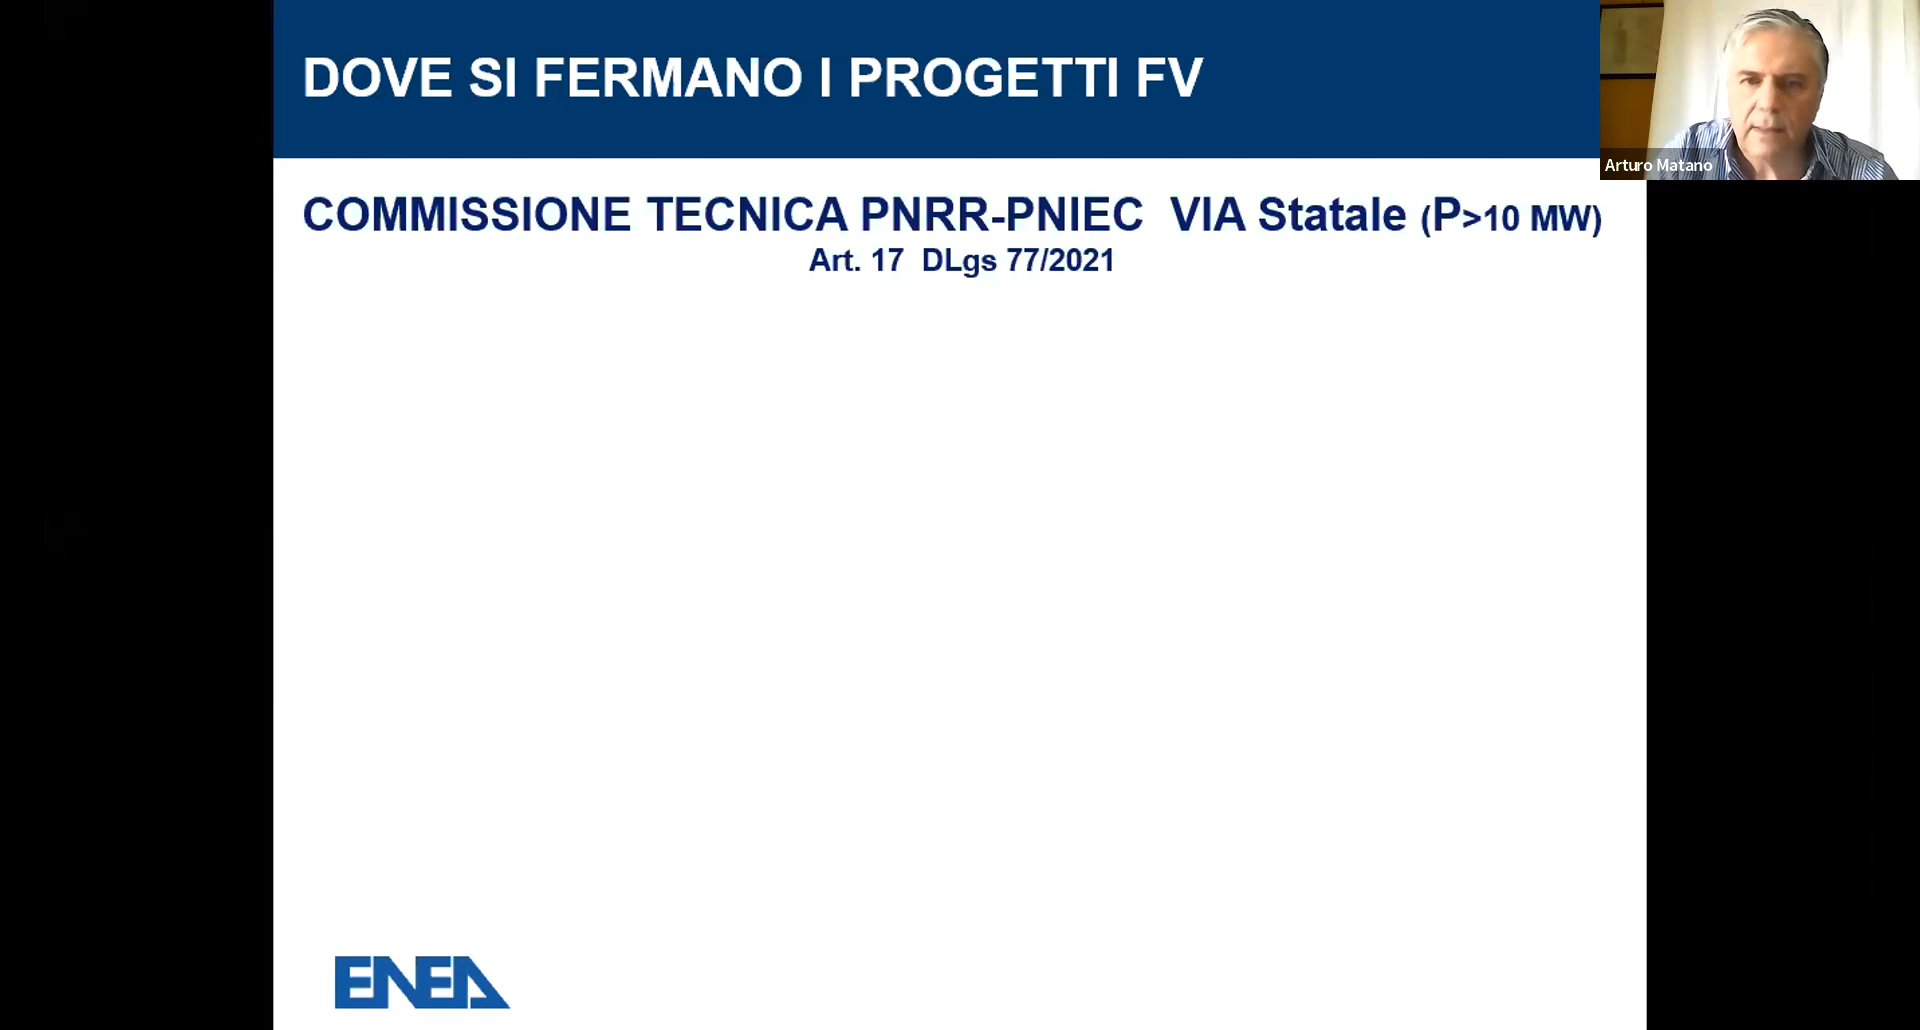 DOVE SI FERMANO I PROGETTI FV
Arturo Matano
COMMISSIONE TECNICA PNRR-PNIEC  VIA Statale (P>10 MW)
Art. 17  DLgs 77/2021
ENEA